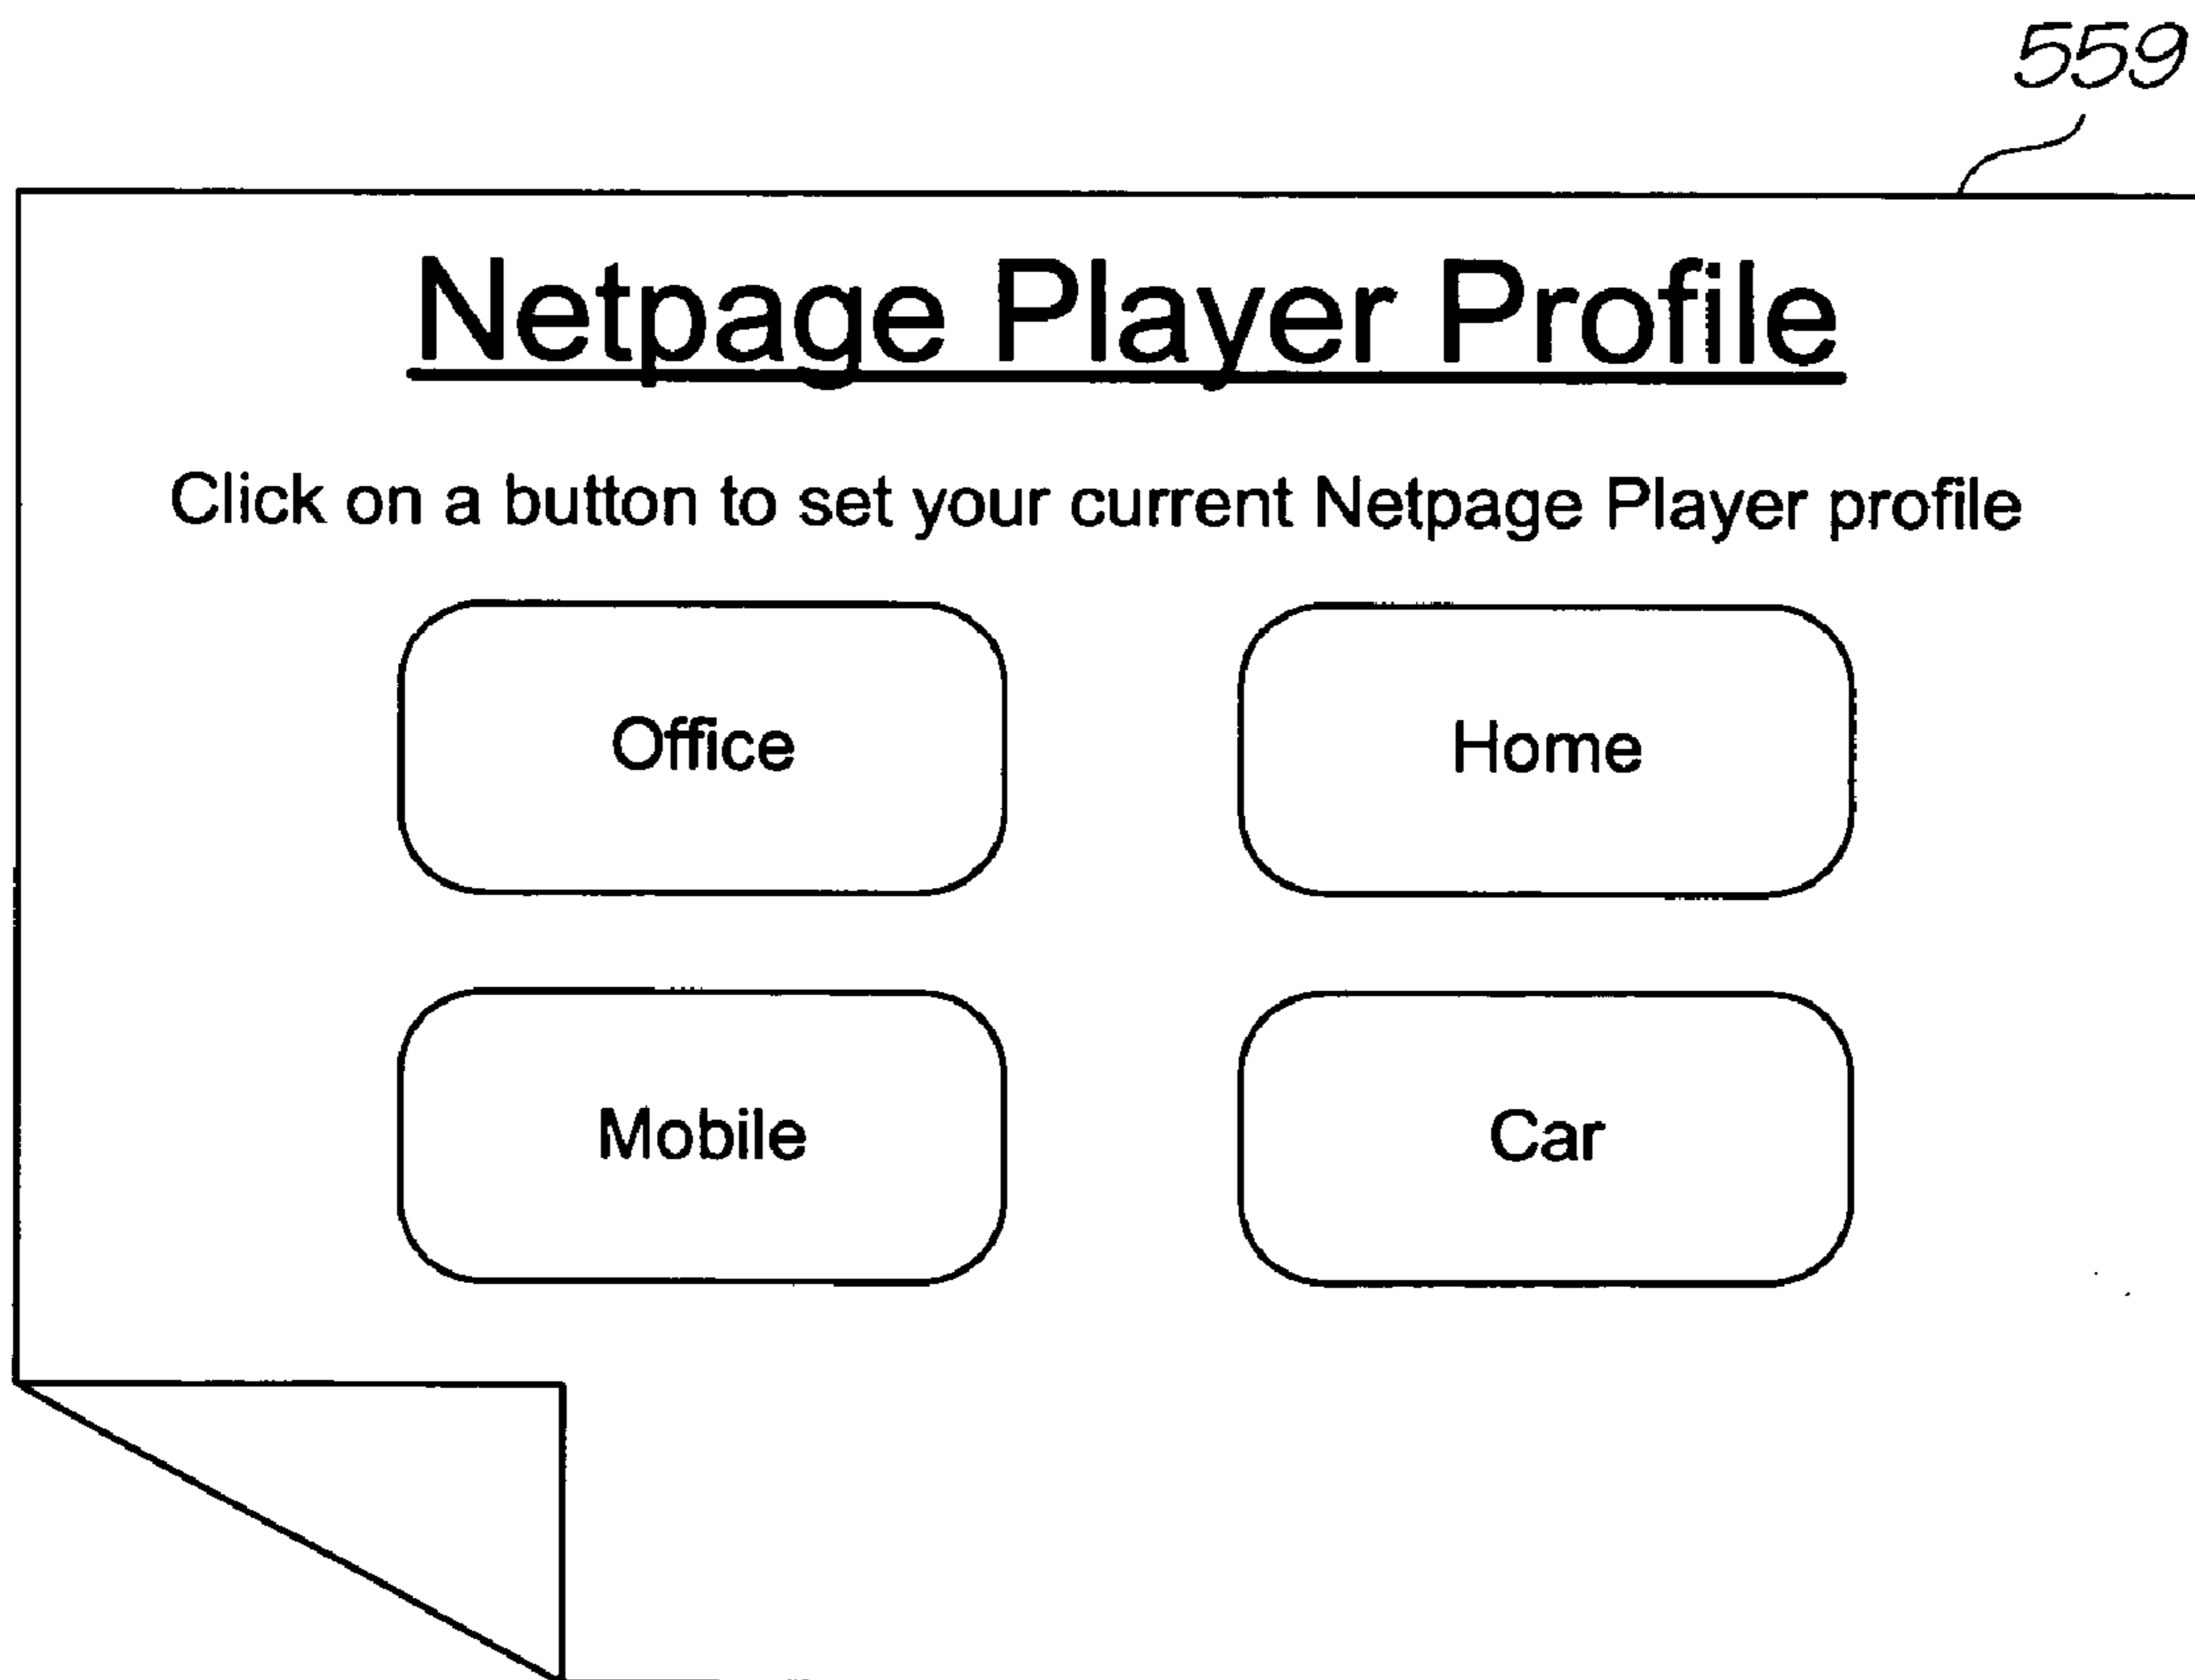 559
Netpage Player Profile
Click on a button to set your current Netpage Player profile
Office Home
Mobile Car